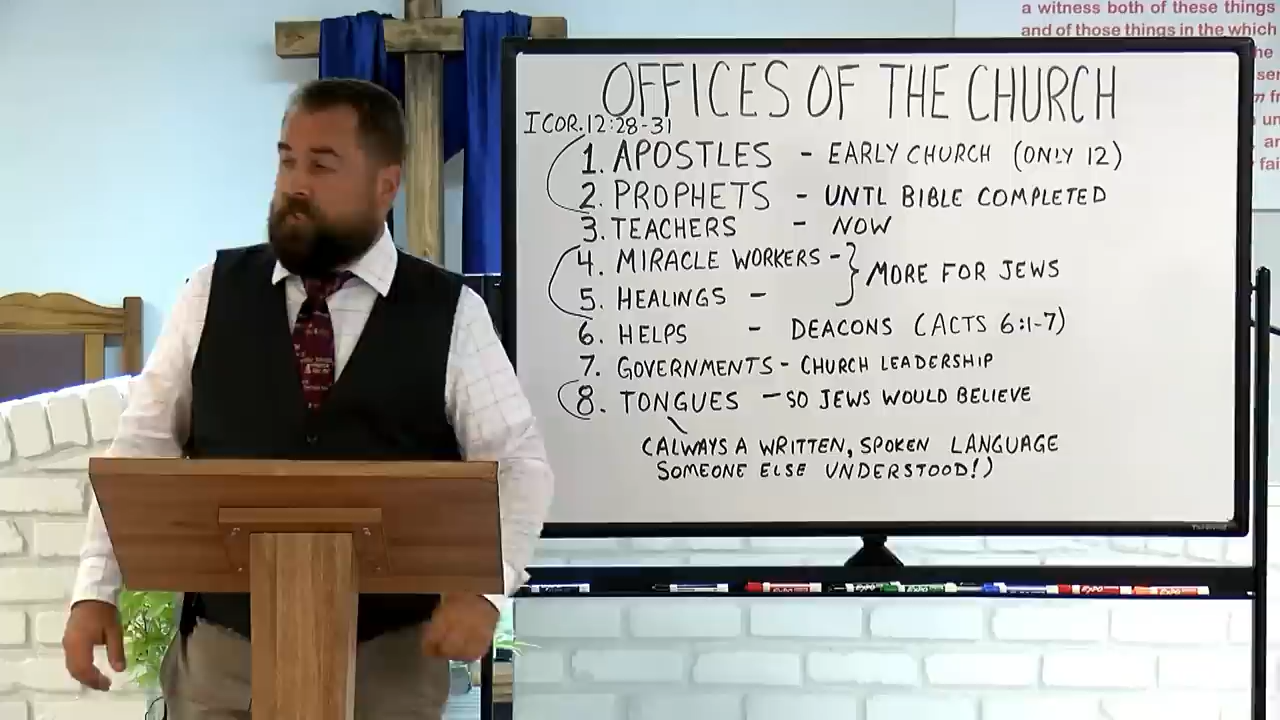 a witness both of these things
and of those things in the which
OFFICES OF THE CHURCH
I COR. 12:28-31
1. APOSTLES - EARLY CHURCH (ONLY 12)
2. PROPHETS - UNTL BIBLE COMPLETED
3. TEACHERS - NOW
4. MIRACLE WORKERS -
5. HEALINGS -
} MORE FOR JEWS
6. HELPS - DEACONS (ACTS 6:1-7)
7. GOVERNMENTS - CHURCH LEADERSHIP
8. TONGUES - SO JEWS WOULD BELIEVE
(ALWAYS A WRITTEN, SPOKEN LANGUAGE
SOMEONE ELSE UNDERSTOOD!)
EXPO